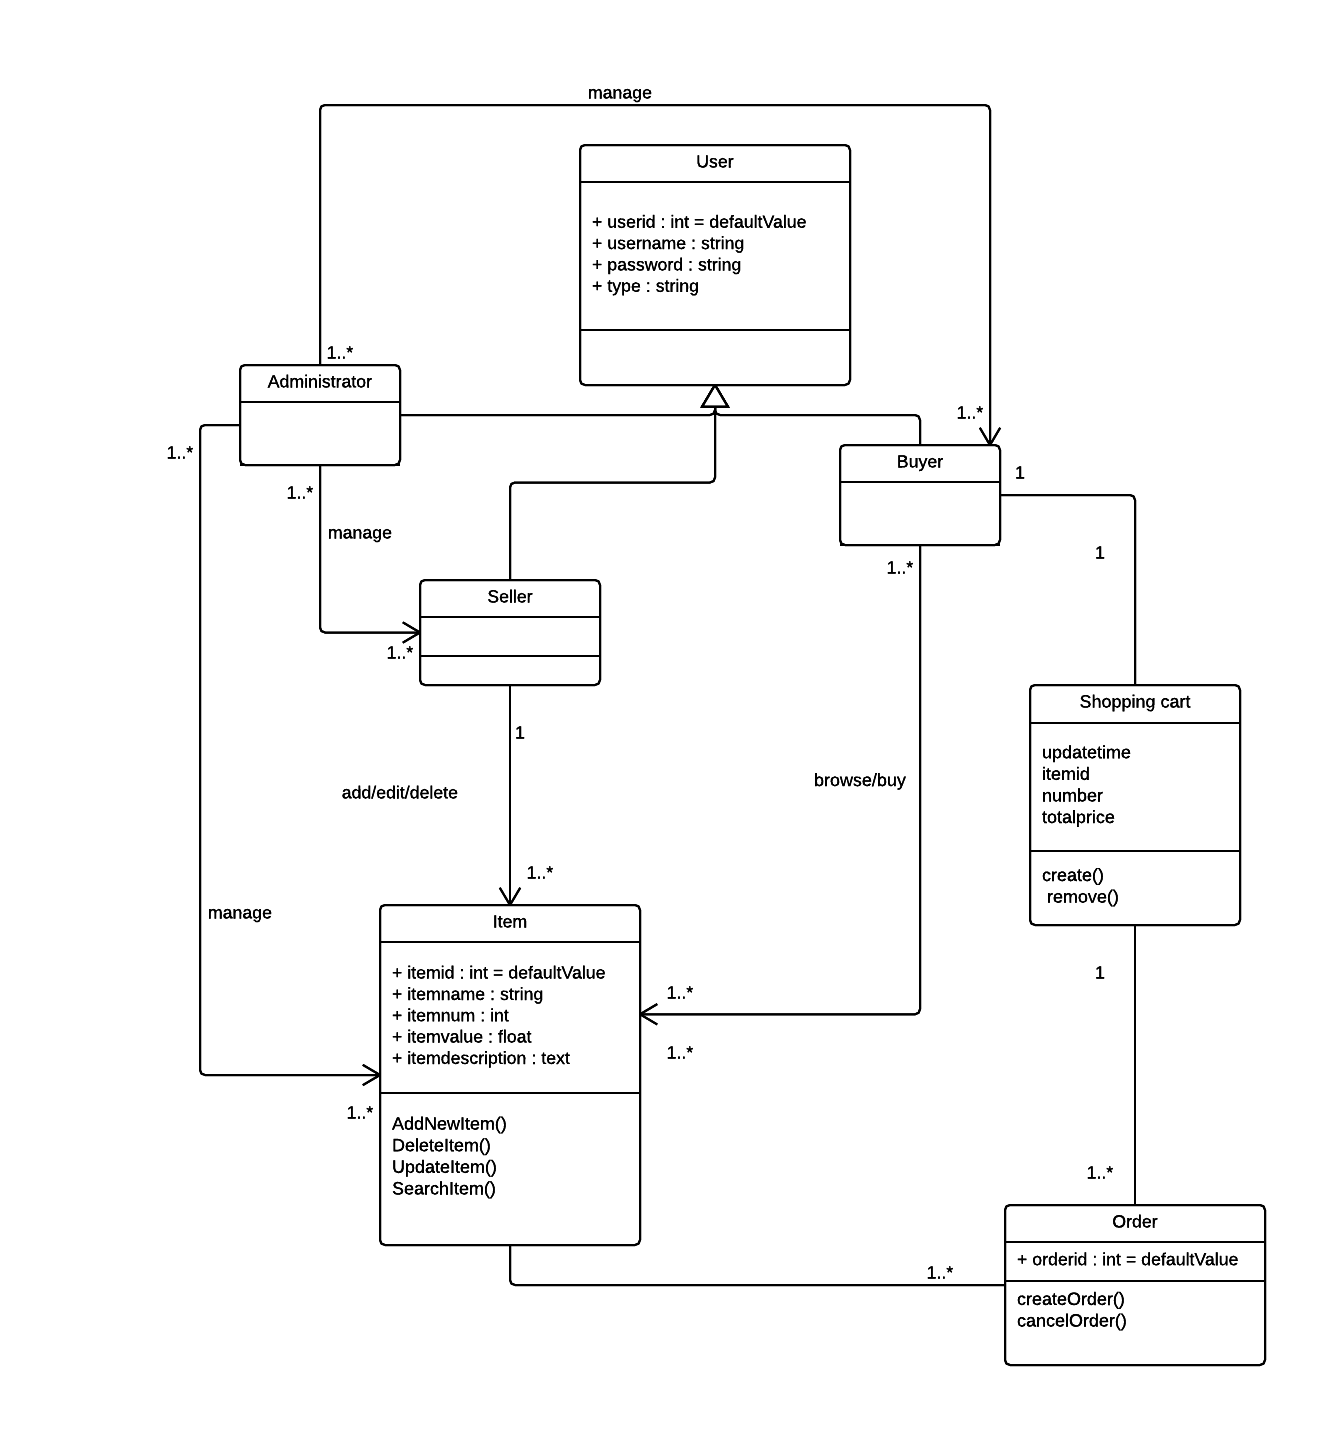 manage
User
+ userid : int = defaultValue
+ username : string
+ password : string
+ type : string
1..*
Administrator
1..*
1..*
Buyer
1
1..*
1..*
manage
1
1..*
Seller
1..*
1
add/edit/delete
browse/buy
Shopping cart
updatetime
itemid
number
totalprice
create()
remove()
1..*
manage
Item
+ itemid : int = defaultValue
+ itemname : string
+ itemnum : int
+ itemvalue : float
+ itemdescription : text
1..*
1..*
1
1..*
AddNewItem()
DeleteItem()
UpdateItem()
SearchItem()
1..*
Order
+ orderid : int = defaultValue
1..*
createOrder()
cancelOrder()